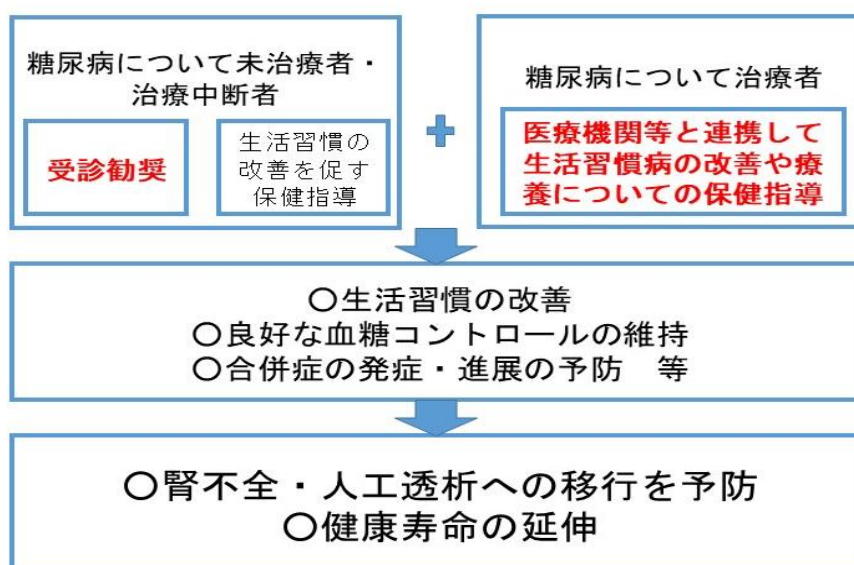 糖尿病について未治療者・
治療中断者
受診勧奨
生活習慣の
改善を促す
保健指導
糖尿病について治療者
医療機関等と連携して
生活習慣病の改善や療
養についての保健指導
〇生活習慣の改善
〇良好な血糖コントロールの維持
〇合併症の発症・進展の予防　等
〇腎不全・人工透析への移行を予防
〇健康寿命の延伸